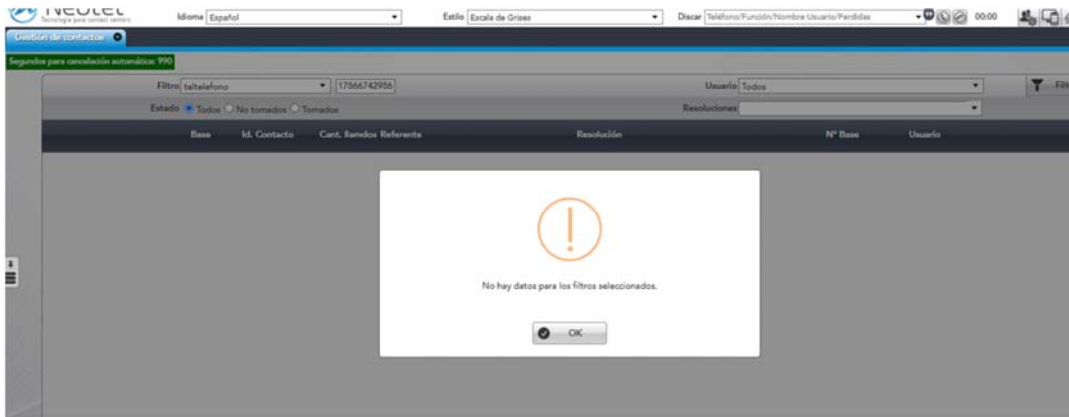 Neotel
Tecnología para contact centers
Idioma Español Estilo Escala de Grises Discar Teléfono/Función/Nombre Usuario/Perdidas 00:00
Gestión de contactos
Segundos para cancelación automática: 990
Filtro teltelefono 17866742986 Usuario Todos
Estado Todos No tomados Tomados Resoluciones
Base Id. Contacto Cant. llamdos Referente Resolución Nº Base Usuario
No hay datos para los filtros seleccionados.
OK